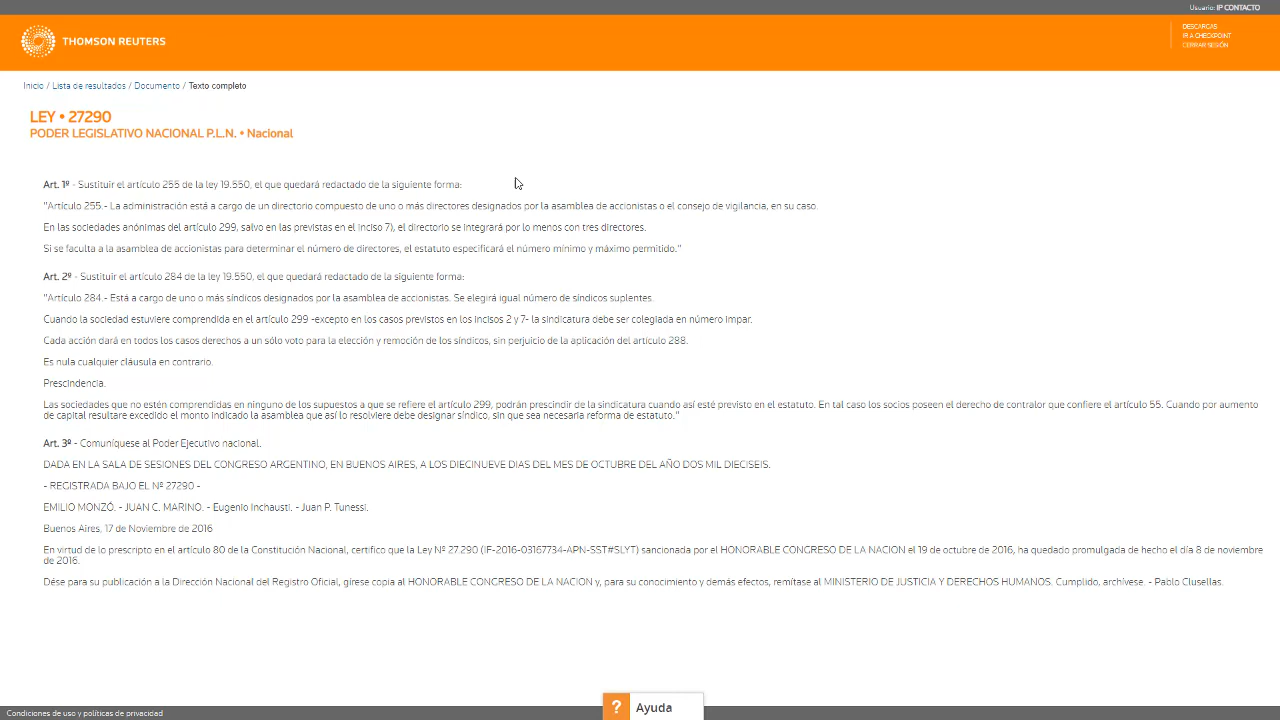 Usuario: IP CONTACTO
THOMSON REUTERS
DESCARGAS
IR A CHECKPOINT
CERRAR SESIÓN
Inicio / Lista de resultados / Documento / Texto completo
LEY • 27290
PODER LEGISLATIVO NACIONAL P.L.N. • Nacional
Art. 1º - Sustituir el artículo 255 de la ley 19.550, el que quedará redactado de la siguiente forma:
"Artículo 255.- La administración está a cargo de un directorio compuesto de uno o más directores designados por la asamblea de accionistas o el consejo de vigilancia, en su caso.
En las sociedades anónimas del artículo 299, salvo en las previstas en el inciso 7), el directorio se integrará por lo menos con tres directores.
Si se faculta a la asamblea de accionistas para determinar el número de directores, el estatuto especificará el número mínimo y máximo permitido."
Art. 2º - Sustituir el artículo 284 de la ley 19.550, el que quedará redactado de la siguiente forma:
"Artículo 284.- Está a cargo de uno o más síndicos designados por la asamblea de accionistas. Se elegirá igual número de síndicos suplentes.
Cuando la sociedad estuviere comprendida en el artículo 299 -excepto en los casos previstos en los incisos 2 y 7- la sindicatura debe ser colegiada en número impar.
Cada acción dará en todos los casos derechos a un sólo voto para la elección y remoción de los síndicos, sin perjuicio de la aplicación del artículo 288.
Es nula cualquier cláusula en contrario.
Prescindencia.
Las sociedades que no estén comprendidas en ninguno de los supuestos a que se refiere el artículo 299, podrán prescindir de la sindicatura cuando así esté previsto en el estatuto. En tal caso los socios poseen el derecho de contralor que confiere el artículo 55. Cuando por aumento
de capital resultare excedido el monto indicado la asamblea que así lo resolviere debe designar síndico, sin que sea necesaria reforma de estatuto."
Art. 3º - Comuníquese al Poder Ejecutivo nacional.
DADA EN LA SALA DE SESIONES DEL CONGRESO ARGENTINO, EN BUENOS AIRES, A LOS DIECINUEVE DIAS DEL MES DE OCTUBRE DEL AÑO DOS MIL DIECISEIS.
- REGISTRADA BAJO EL Nº 27290 -
EMILIO MONZÓ. - JUAN C. MARINO. - Eugenio Inchausti. - Juan P. Tunessi.
Buenos Aires, 17 de Noviembre de 2016
En virtud de lo prescripto en el artículo 80 de la Constitución Nacional, certifico que la Ley Nº 27.290 (IF-2016-03167734-APN-SST#SLYT) sancionada por el HONORABLE CONGRESO DE LA NACION el 19 de octubre de 2016, ha quedado promulgada de hecho el día 8 de noviembre
de 2016.
Dése para su publicación a la Dirección Nacional del Registro Oficial, gírese copia al HONORABLE CONGRESO DE LA NACION y, para su conocimiento y demás efectos, remítase al MINISTERIO DE JUSTICIA Y DERECHOS HUMANOS. Cumplido, archívese. - Pablo Clusellas.
? Ayuda
Condiciones de uso y políticas de privacidad